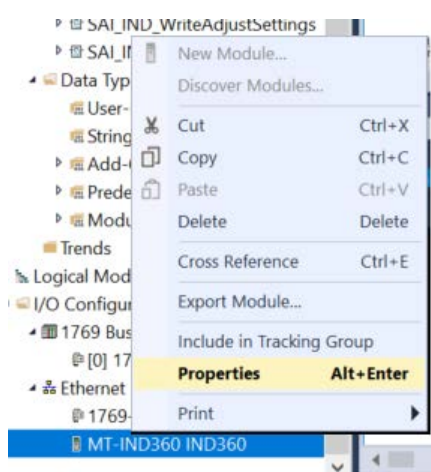 SAI_IND_WriteAdjustSettings
SAI_I
New Module...
Discover Modules...
Data Typ
User-
Cut Ctrl+X
String
Copy Ctrl+C
Add-
Paste Ctrl+V
Prede
Modu
Delete Delete
Trends
Cross Reference Ctrl+E
Logical Mod
Export Module...
I/O Configur
Include in Tracking Group
1769 Bus
[0] 17
Properties Alt+Enter
Ethernet
1769-
Print
MT-IND360 IND360